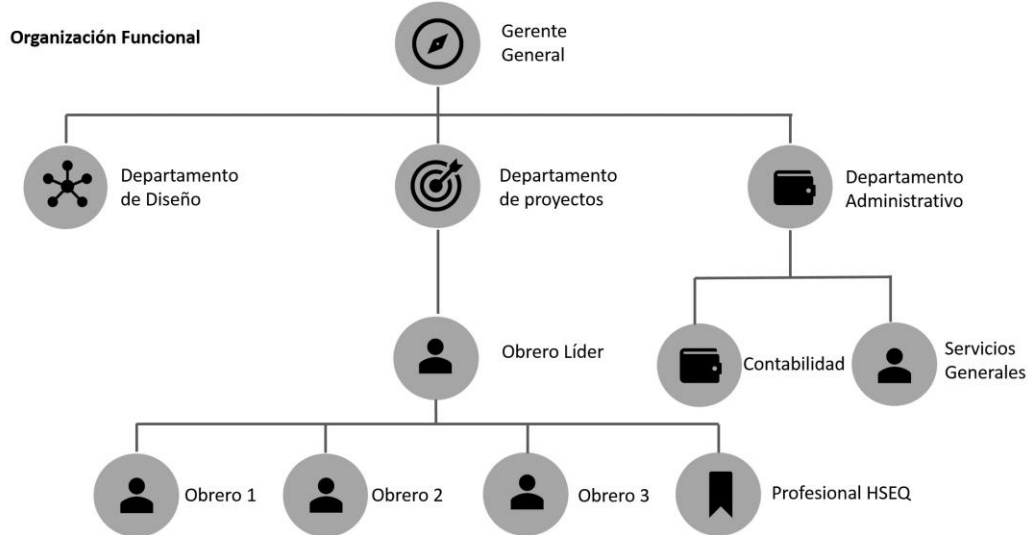 Organización Funcional
Gerente
General
Departamento
de Diseño
Departamento
de proyectos
Departamento
Administrativo
Obrero Líder
Contabilidad
Servicios
Generales
Obrero 1
Obrero 2
Obrero 3
Profesional HSEQ